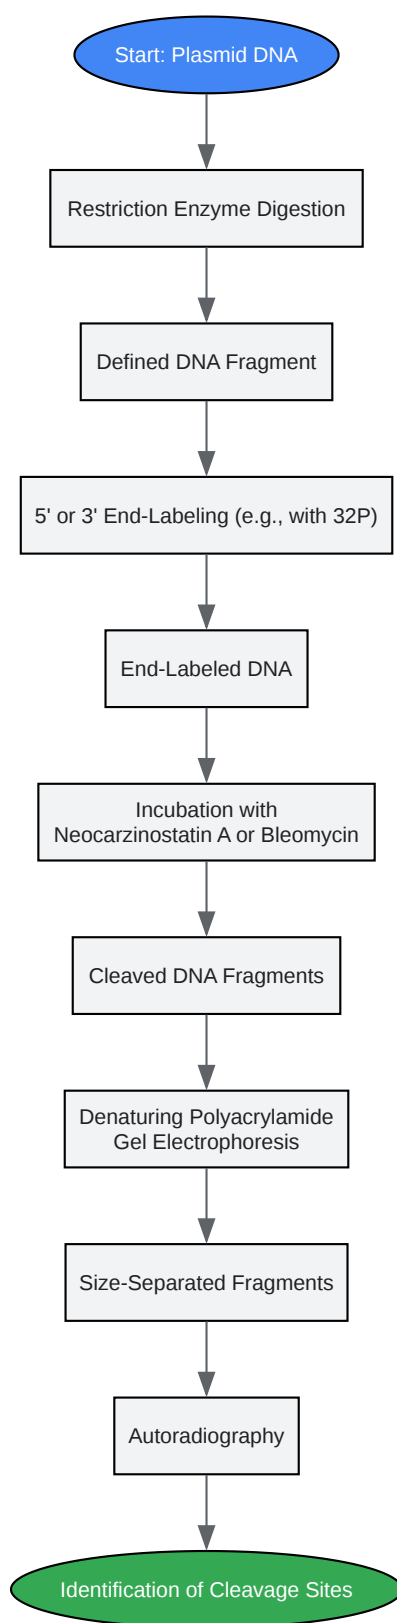 Start: Plasmid DNA
Restriction Enzyme Digestion
Defined DNA Fragment
5' or 3' End-Labeling (e.g., with 32P)
End-Labeled DNA
Incubation with
Neocarzinostatin A or Bleomycin
Cleaved DNA Fragments
Denaturing Polyacrylamide
Gel Electrophoresis
Size-Separated Fragments
Autoradiography
Identification of Cleavage Sites